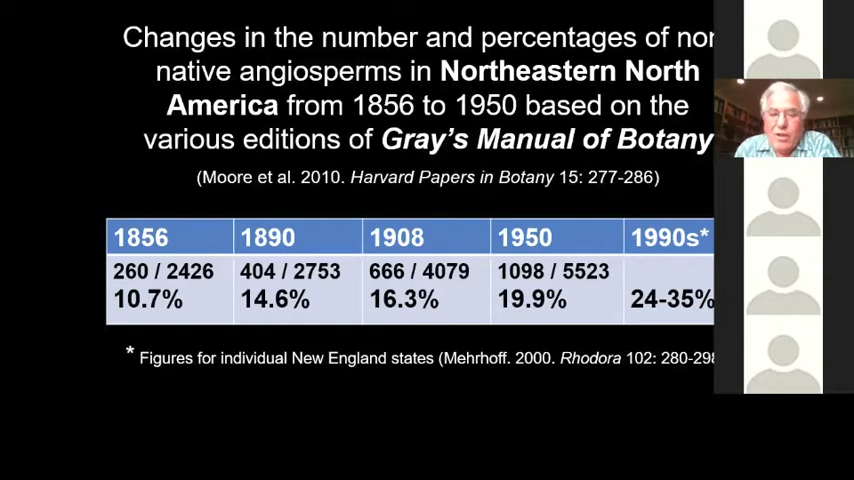 Changes in the number and percentages of non
native angiosperms in Northeastern North
America from 1856 to 1950 based on the
various editions of Gray's Manual of Botany
(Moore et al. 2010. Harvard Papers in Botany 15: 277-286)
1856 1890 1908 1950 1990s*
260 / 2426 404 / 2753 666 / 4079 1098 / 5523
10.7% 14.6% 16.3% 19.9% 24-35%
* Figures for individual New England states (Mehrhoff. 2000. Rhodora 102: 280-298